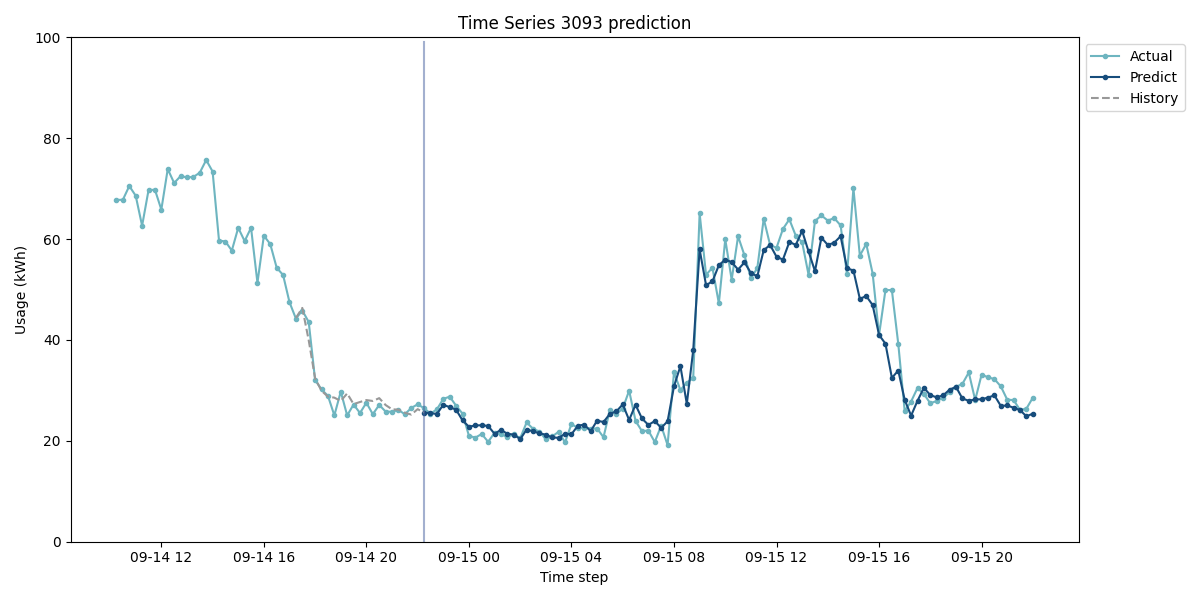 Time Series 3093 prediction
100
80
60
40
20
0
Usage (kWh)
09-14 12
09-14 16
09-14 20
09-15 00
09-15 04
09-15 08
09-15 12
09-15 16
09-15 20
Time step
Actual
Predict
History